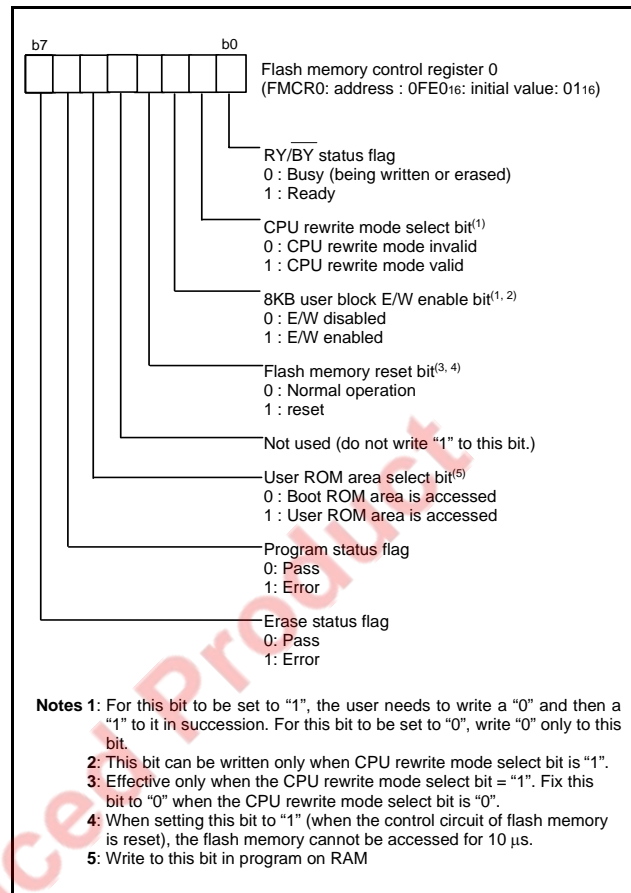 b7 b0
Flash memory control register 0
(FMCR0: address : 0FE016: initial value: 0116)
RY/BY status flag
0 : Busy (being written or erased)
1 : Ready
CPU rewrite mode select bit(1)
0 : CPU rewrite mode invalid
1 : CPU rewrite mode valid
8KB user block E/W enable bit(1, 2)
0 : E/W disabled
1 : E/W enabled
Flash memory reset bit(3, 4)
0 : Normal operation
1 : reset
Not used (do not write “1” to this bit.)
User ROM area select bit(5)
0 : Boot ROM area is accessed
1 : User ROM area is accessed
Program status flag
0: Pass
1: Error
Erase status flag
0: Pass
1: Error
Notes 1: For this bit to be set to “1”, the user needs to write a “0” and then a
“1” to it in succession. For this bit to be set to “0”, write “0” only to this
bit.
2: This bit can be written only when CPU rewrite mode select bit is “1”.
3: Effective only when the CPU rewrite mode select bit = “1”. Fix this
bit to “0” when the CPU rewrite mode select bit is “0”.
4: When setting this bit to “1” (when the control circuit of flash memory
is reset), the flash memory cannot be accessed for 10 μs.
5: Write to this bit in program on RAM
ced Product